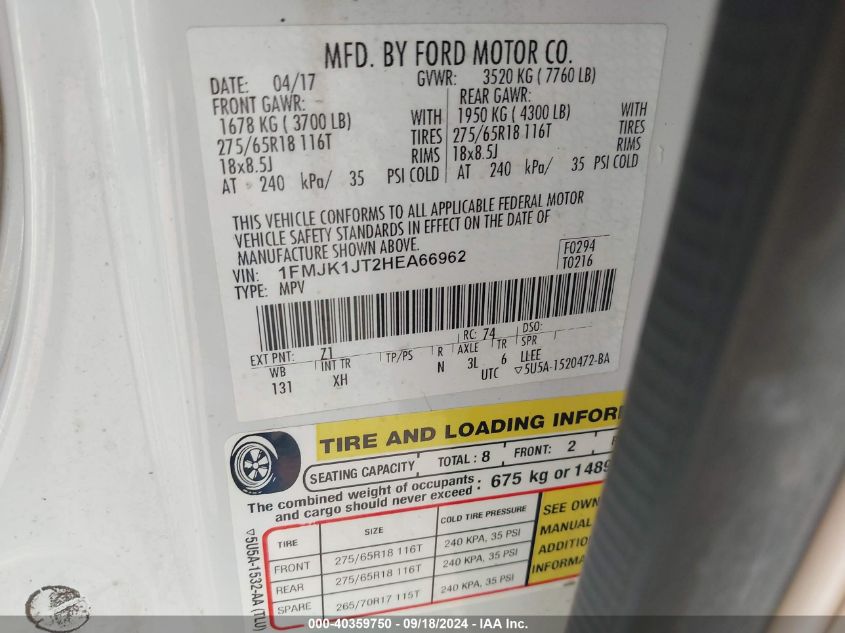 MFD. BY FORD MOTOR CO.
DATE: 04/17 GVWR: 3520 KG ( 7760 LB)
FRONT GAWR: REAR GAWR:
1678 KG ( 3700 LB) WITH 1950 KG ( 4300 LB) WITH
275/65R18 116T TIRES 275/65R18 116T TIRES
18x8.5J RIMS 18x8.5J RIMS
AT 240 kPa/ 35 PSI COLD AT 240 kPa/ 35 PSI COLD
THIS VEHICLE CONFORMS TO ALL APPLICABLE FEDERAL MOTOR
VEHICLE SAFETY STANDARDS IN EFFECT ON THE DATE OF
MANUFACTURE SHOWN ABOVE.
VIN: 1FMJK1JT2HEA66962 F0294
TYPE: MPV T0216
EXT PNT: Z1 RC: 74 DSO:
WB INT TR TP/PS R AXLE TR SPR
131 XH N 3L 6 LLEE
UTC ▽5U5A-1520472-BA
TIRE AND LOADING INFOR
SEATING CAPACITY TOTAL : 8 FRONT: 2
The combined weight of occupants : 675 kg or 1489
and cargo should never exceed
TIRE SIZE COLD TIRE PRESSURE
FRONT 275/65R18 116T 240 KPA, 35 PSI
REAR 275/65R18 116T 240 KPA, 35 PSI
SPARE 265/70R17 115T 240 KPA, 35 PSI
SEE OWN
MANUAL
ADDITION
INFORMA
▽5U5A-1532-AA (TLU)
000-40359750 - 09/18/2024 - IAA Inc.